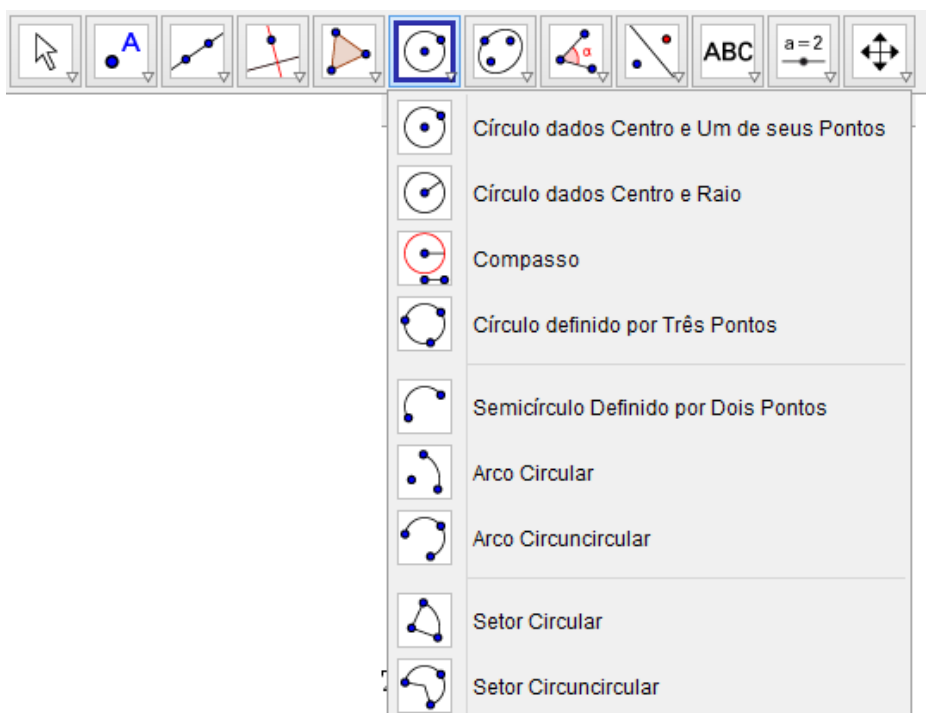 A
α
ABC
a = 2
Círculo dados Centro e Um de seus Pontos
Círculo dados Centro e Raio
Compasso
Círculo definido por Três Pontos
Semicírculo Definido por Dois Pontos
Arco Circular
Arco Circuncircular
Setor Circular
Setor Circuncircular